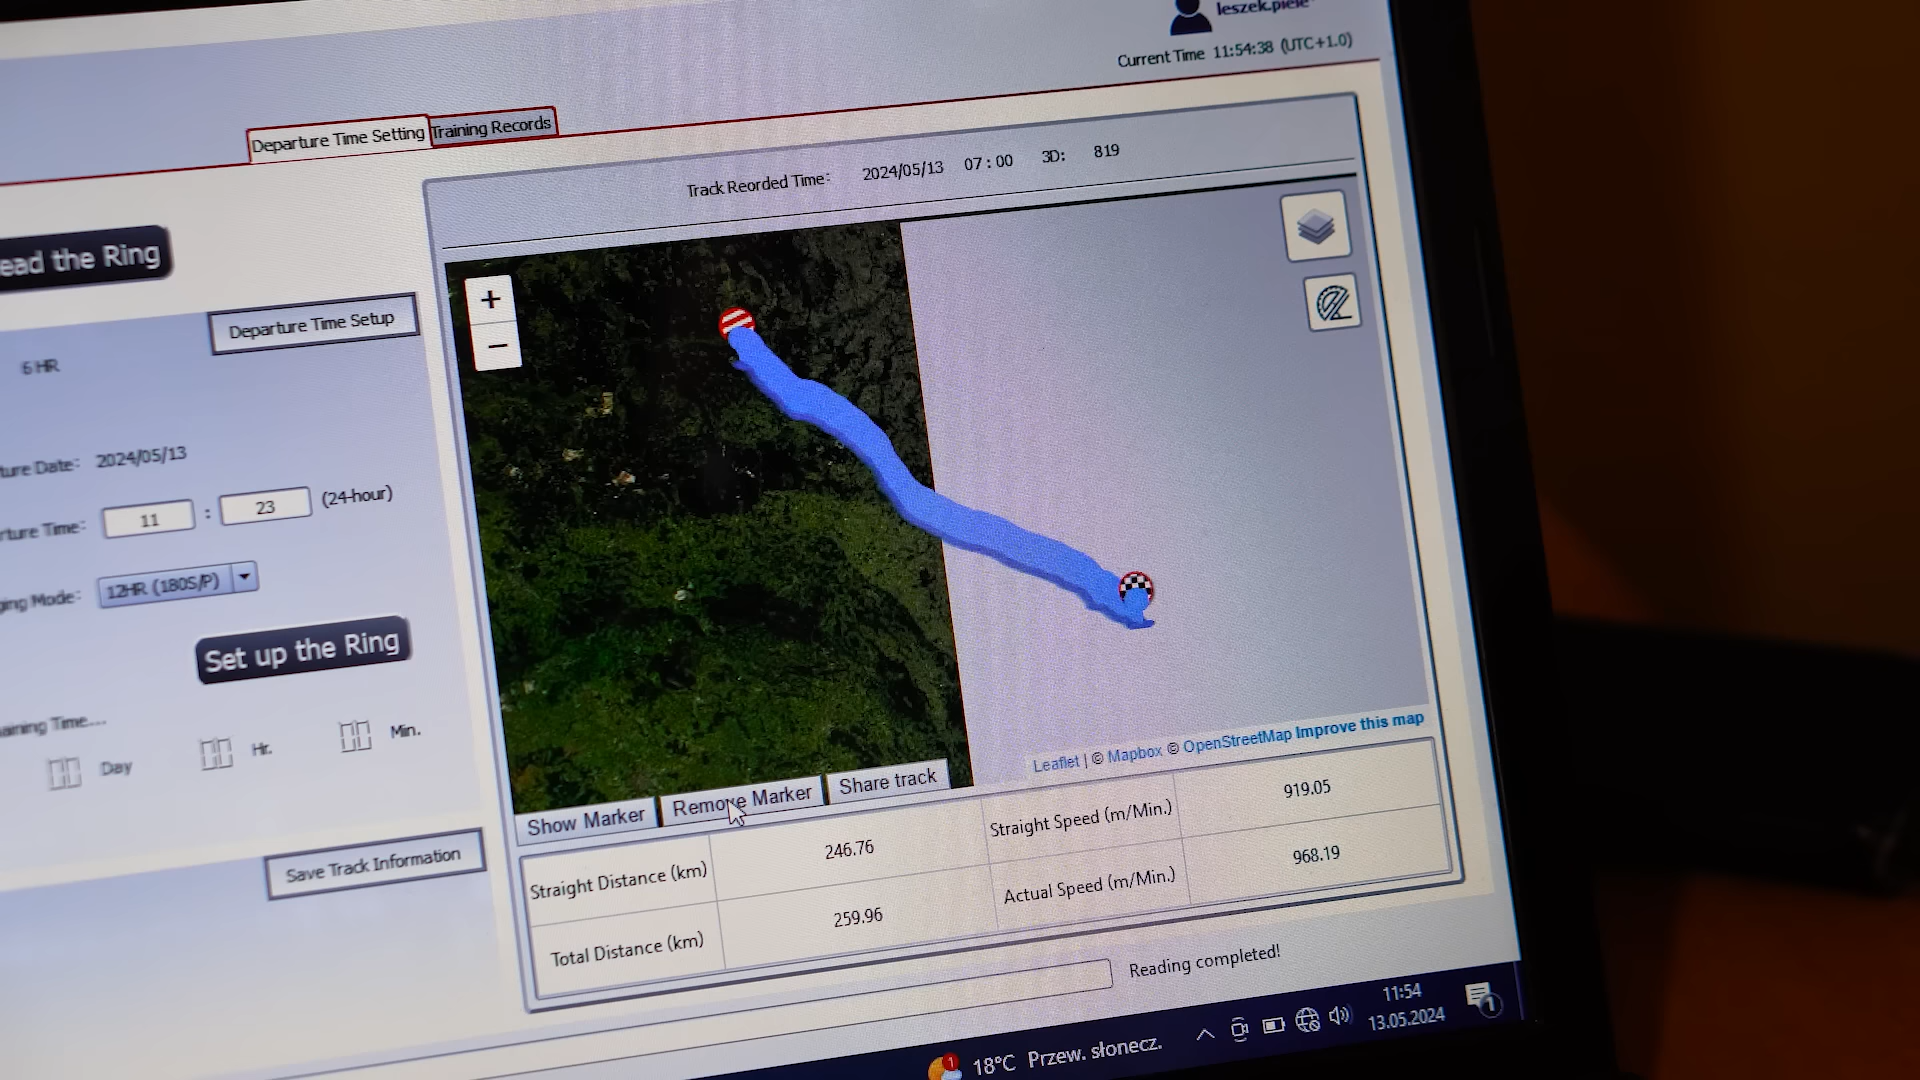 leszek.piele
Current Time 11:54:38 (UTC+1.0)
Departure Time Setting
Training Records
Track Reorded Time: 2024/05/13 07:00 3D: 819
ead the Ring
Departure Time Setup
6 HR
ture Date: 2024/05/13
rture Time: 11 : 23 (24-hour)
ging Mode: 12HR (180S/P)
Set up the Ring
aining Time...
Day Hr. Min.
Save Track Information
+
−
Leaflet | © Mapbox © OpenStreetMap Improve this map
Show Marker
Remove Marker
Share track
Straight Distance (km) 246.76 Straight Speed (m/Min.) 919.05
Total Distance (km) 259.96 Actual Speed (m/Min.) 968.19
Reading completed!
1 18°C Przew. słonecz.
11:54
13.05.2024
1